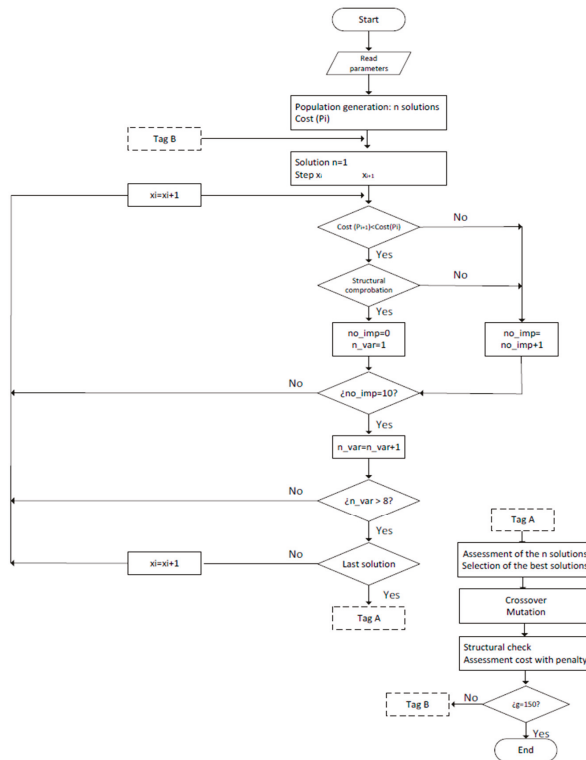 Start
Read
parameters
Population generation: n solutions
Cost (Pi)
Tag B
Solution n=1
Step xi xi+1
xi=xi+1
Cost (Pi+1)<Cost(Pi)
No
Yes
Structural
comprobation
No
Yes
no_imp=0
n_var=1
no_imp=
no_imp+1
¿no_imp=10?
No
Yes
n_var=n_var+1
¿n_var > 8?
No
Yes
xi=xi+1
No
Last solution
Yes
Tag A
Tag A
Assessment of the n solutions
Selection of the best solutions
Crossover
Mutation
Structural check
Assessment cost with penalty
Tag B
No
¿g=150?
Yes
End